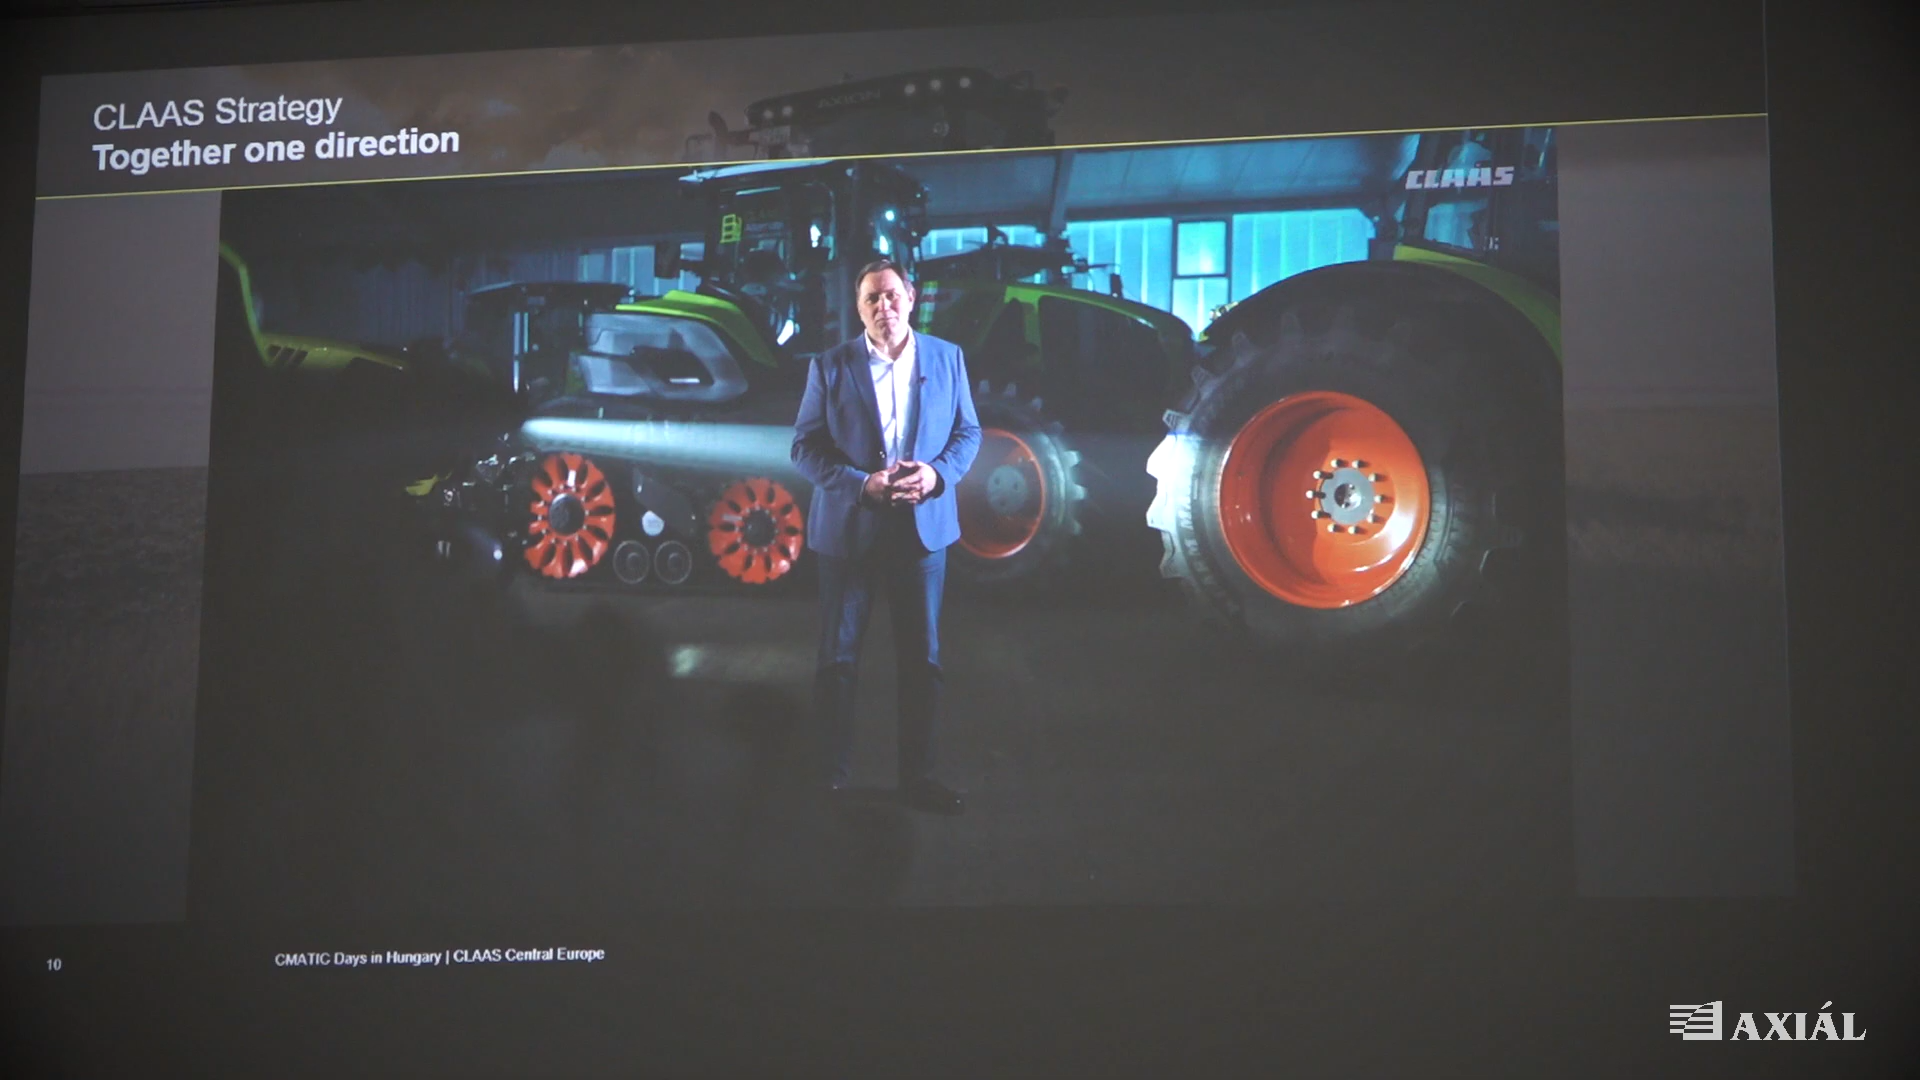 CLAAS Strategy
Together one direction
AXION
CLAAS
10
CMATIC Days in Hungary | CLAAS Central Europe
AXIÁL